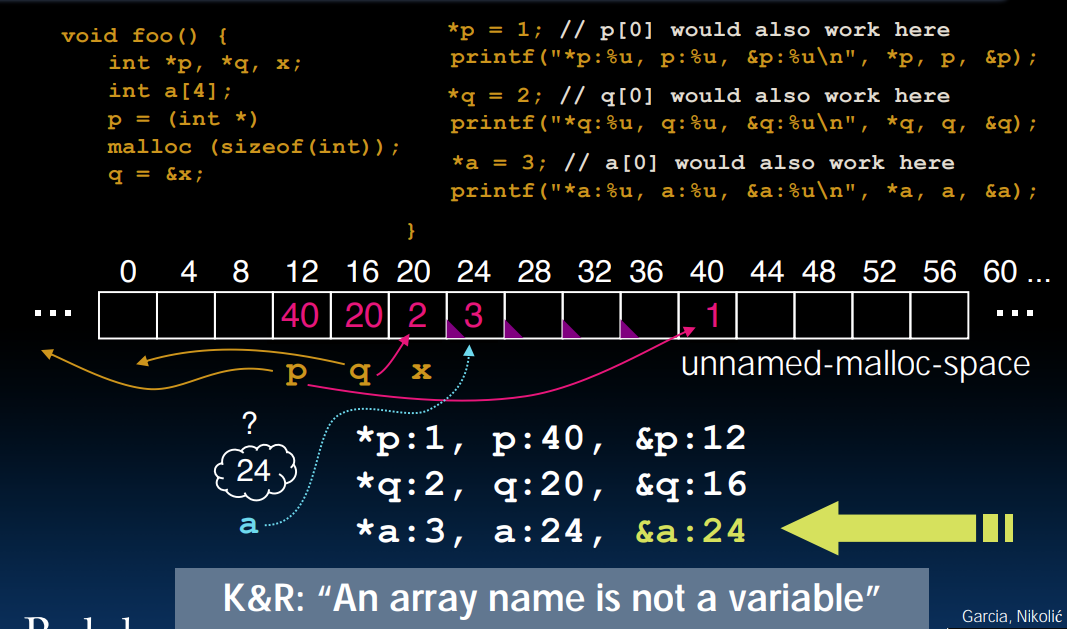 void foo() {
int *p, *q, x;
int a[4];
p = (int *)
malloc (sizeof(int));
q = &x;
*p = 1; // p[0] would also work here
printf("*p:%u, p:%u, &p:%u\n", *p, p, &p);
*q = 2; // q[0] would also work here
printf("*q:%u, q:%u, &q:%u\n", *q, q, &q);
*a = 3; // a[0] would also work here
printf("*a:%u, a:%u, &a:%u\n", *a, a, &a);
}
0 4 8 12 16 20 24 28 32 36 40 44 48 52 56 60 ...
... 40 20 2 3 1 ...
p q x unnamed-malloc-space
?
24
a
*p:1, p:40, &p:12
*q:2, q:20, &q:16
*a:3, a:24, &a:24
K&R: “An array name is not a variable”
Garcia, Nikolić